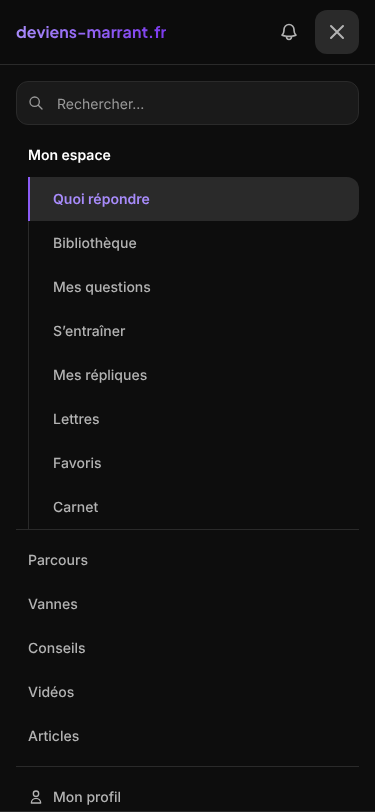 deviens-marrant.fr
Rechercher...
Mon espace
Quoi répondre
Bibliothèque
Mes questions
S’entraîner
Mes répliques
Lettres
Favoris
Carnet
Parcours
Vannes
Conseils
Vidéos
Articles
Mon profil